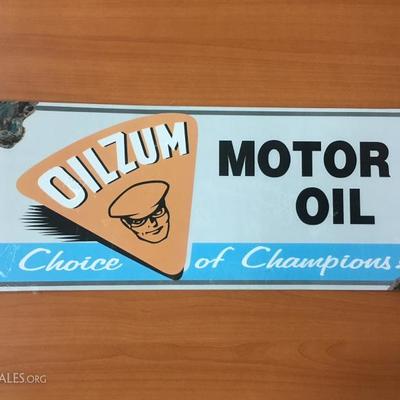 OILZUM
MOTOR
OIL
Choice of Champions
ALES.ORG